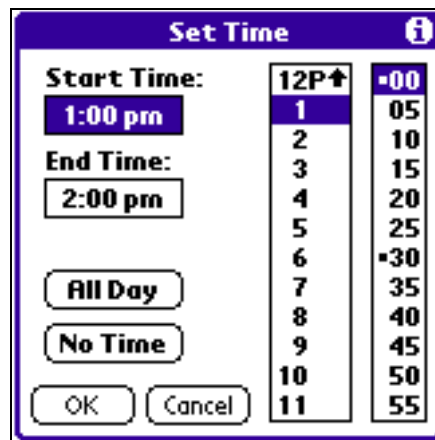 Set Time
Start Time:
1:00 pm
End Time:
2:00 pm
All Day
No Time
OK
Cancel
12P
1
2
3
4
5
6
7
8
9
10
11
00
05
10
15
20
25
30
35
40
45
50
55